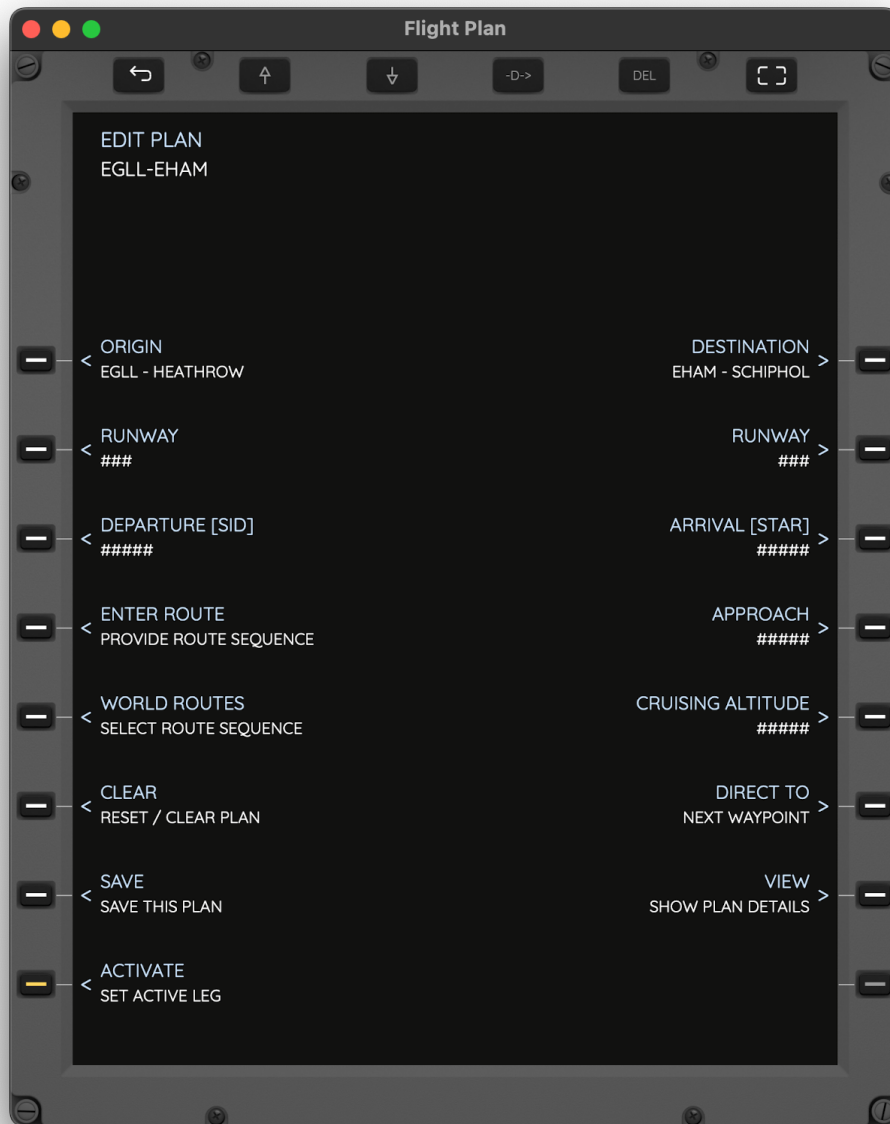 Flight Plan
-D->
DEL
EDIT PLAN
EGLL-EHAM
< ORIGIN
EGLL - HEATHROW
DESTINATION >
EHAM - SCHIPHOL
< RUNWAY
###
RUNWAY >
###
< DEPARTURE [SID]
#####
ARRIVAL [STAR] >
#####
< ENTER ROUTE
PROVIDE ROUTE SEQUENCE
APPROACH >
#####
< WORLD ROUTES
SELECT ROUTE SEQUENCE
CRUISING ALTITUDE >
#####
< CLEAR
RESET / CLEAR PLAN
DIRECT TO >
NEXT WAYPOINT
< SAVE
SAVE THIS PLAN
VIEW >
SHOW PLAN DETAILS
< ACTIVATE
SET ACTIVE LEG